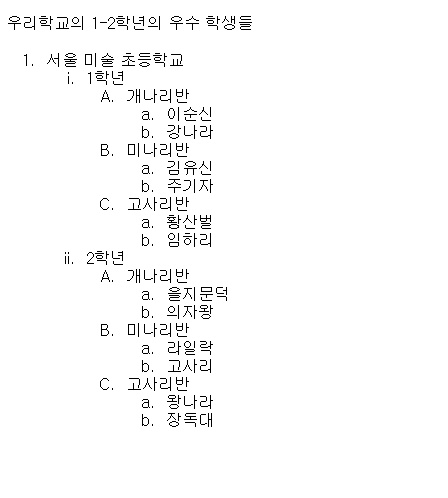 우리학교의 1-2학년의 우수 학생들
1. 서울 미술 초등학교
i. 1학년
A. 개나리반
a. 이순신
b. 강나라
B. 미나리반
a. 김유신
b. 주기자
C. 고사리반
a. 황산벌
b. 임하리
ii. 2학년
A. 개나리반
a. 을지문덕
b. 의자왕
B. 미나리반
a. 라일락
b. 고사리
C. 고사리반
a. 왕나라
b. 장독대